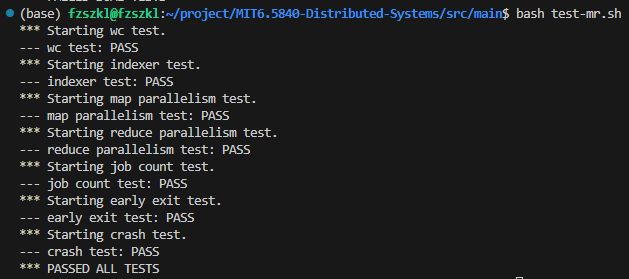 (base) fzszkl@fzszkl:~/project/MIT6.5840-Distributed-Systems/src/main$ bash test-mr.sh
*** Starting wc test.
--- wc test: PASS
*** Starting indexer test.
--- indexer test: PASS
*** Starting map parallelism test.
--- map parallelism test: PASS
*** Starting reduce parallelism test.
--- reduce parallelism test: PASS
*** Starting job count test.
--- job count test: PASS
*** Starting early exit test.
--- early exit test: PASS
*** Starting crash test.
--- crash test: PASS
*** PASSED ALL TESTS